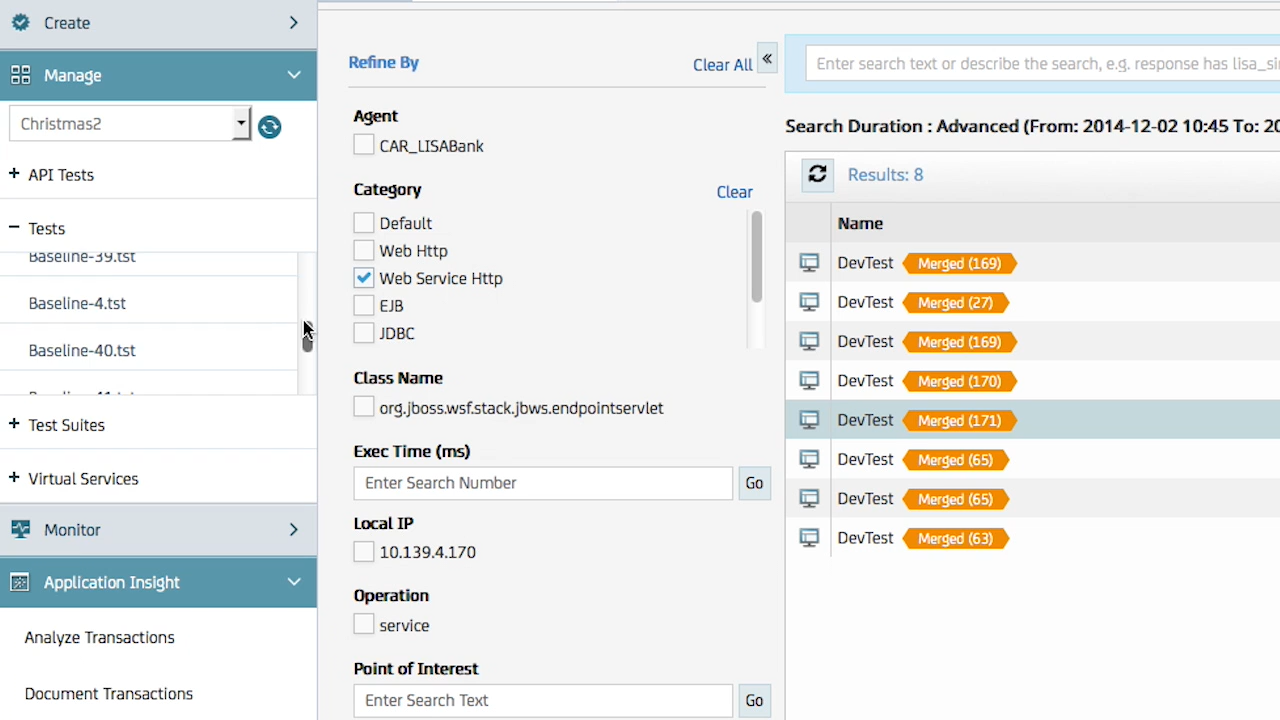 Create
Manage
Christmas2
+ API Tests
− Tests
Baseline-39.tst
Baseline-4.tst
Baseline-40.tst
+ Test Suites
+ Virtual Services
Monitor
Application Insight
Analyze Transactions
Document Transactions
Refine By
Clear All «
Agent
CAR_LISABank
Category
Clear
Default
Web Http
Web Service Http
EJB
JDBC
Class Name
org.jboss.wsf.stack.jbws.endpointservlet
Exec Time (ms)
Enter Search Number
Go
Local IP
10.139.4.170
Operation
service
Point of Interest
Enter Search Text
Go
Enter search text or describe the search, e.g. response has lisa_si
Search Duration : Advanced (From: 2014-12-02 10:45 To: 20
Results: 8
Name
DevTest Merged (169)
DevTest Merged (27)
DevTest Merged (169)
DevTest Merged (170)
DevTest Merged (171)
DevTest Merged (65)
DevTest Merged (65)
DevTest Merged (63)